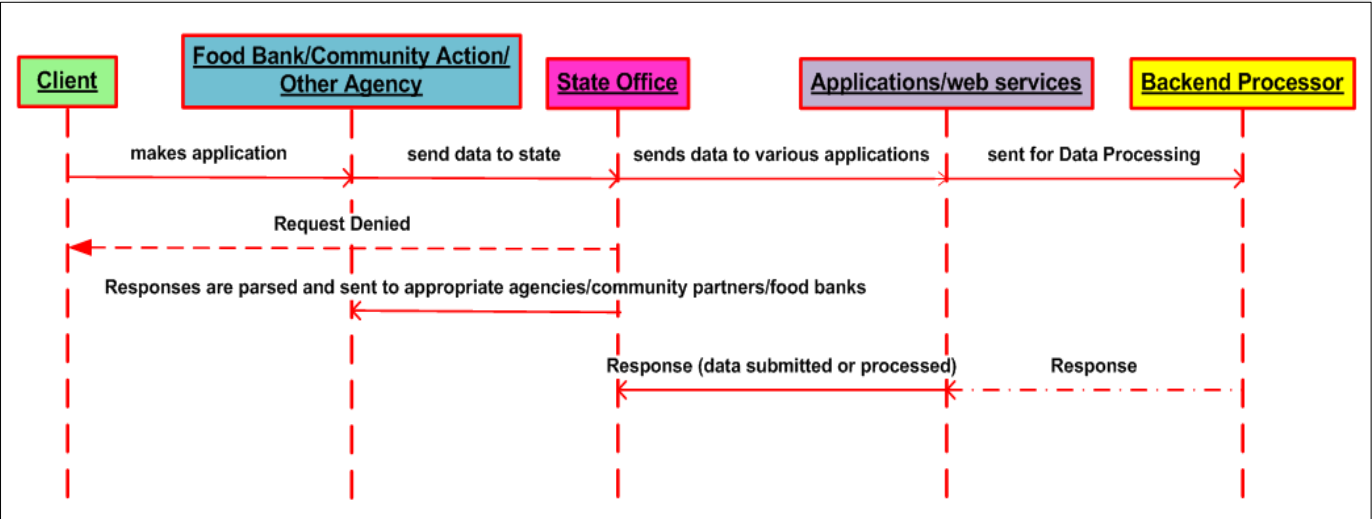 Client
Food Bank/Community Action/
Other Agency
State Office
Applications/web services
Backend Processor
makes application
send data to state
sends data to various applications
sent for Data Processing
Request Denied
Responses are parsed and sent to appropriate agencies/community partners/food banks
Response (data submitted or processed)
Response